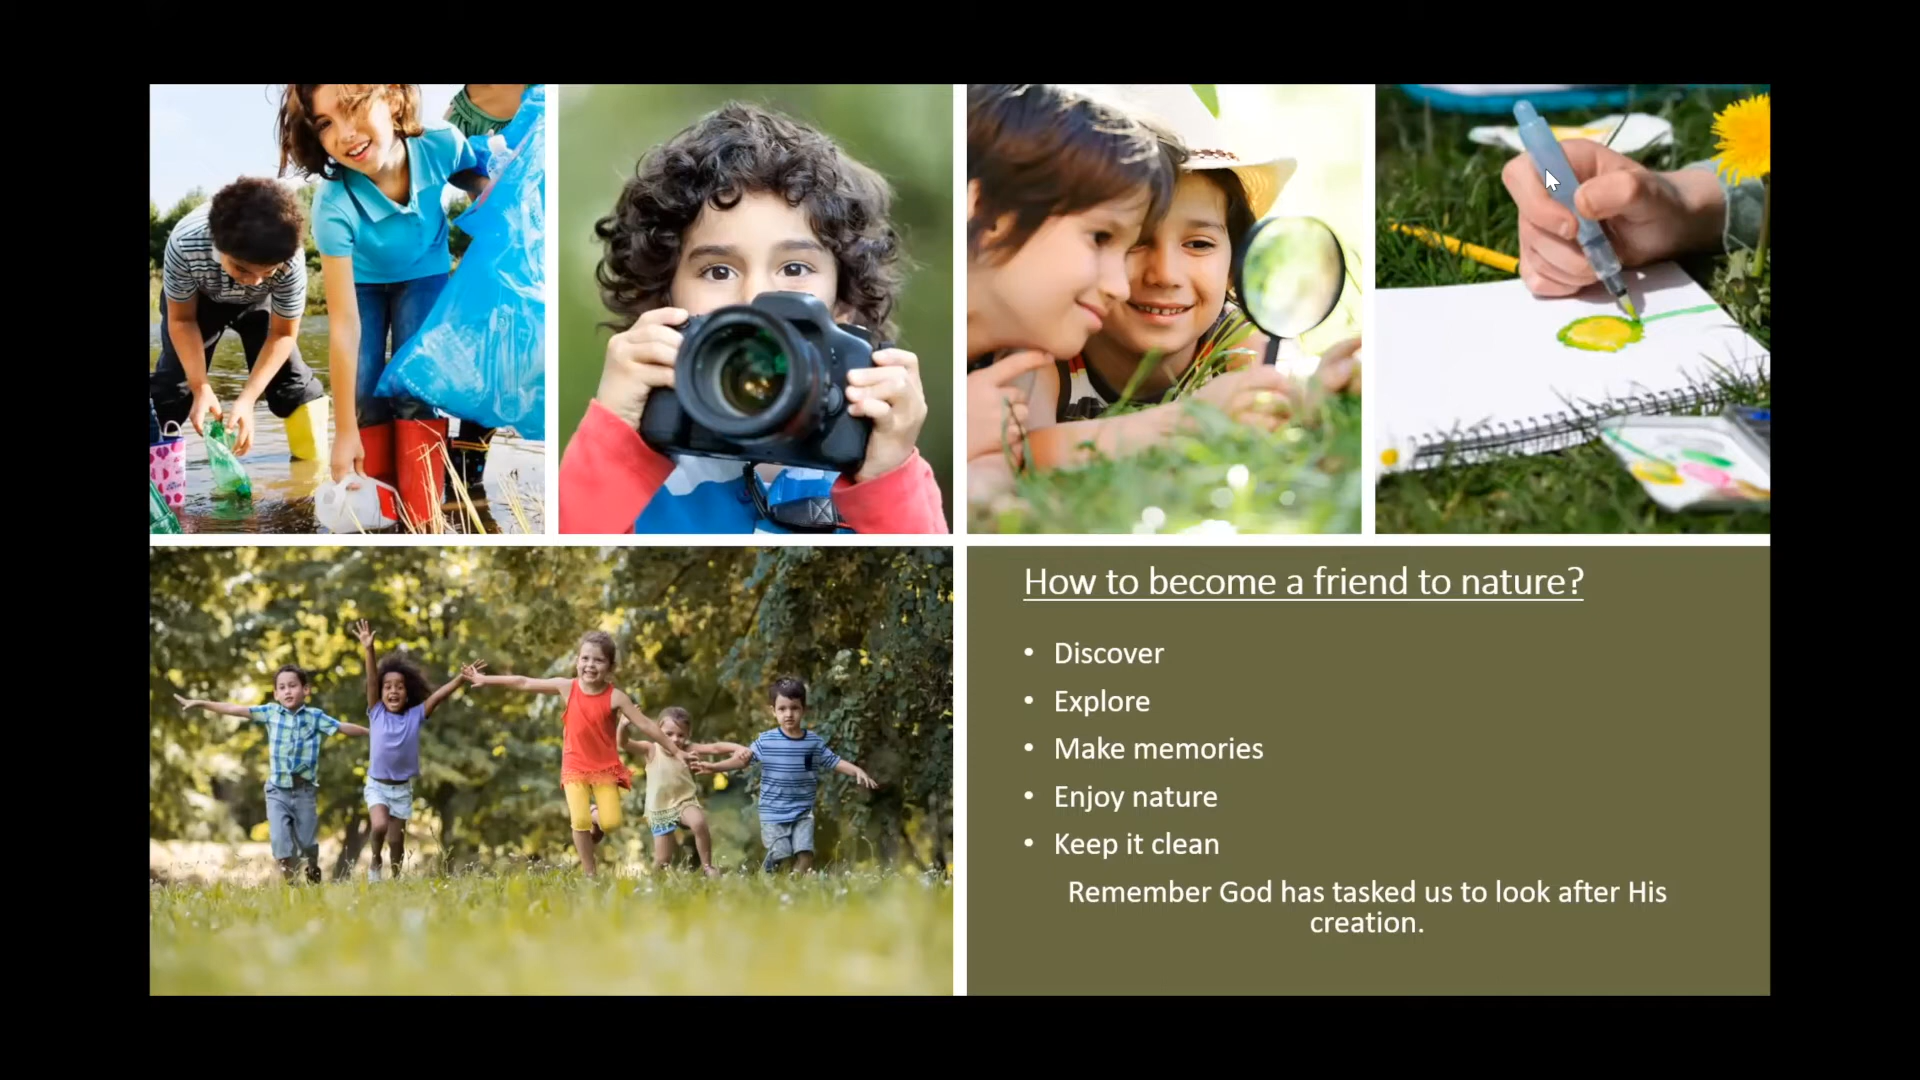 How to become a friend to nature?
• Discover
• Explore
• Make memories
• Enjoy nature
• Keep it clean
Remember God has tasked us to look after His
creation.